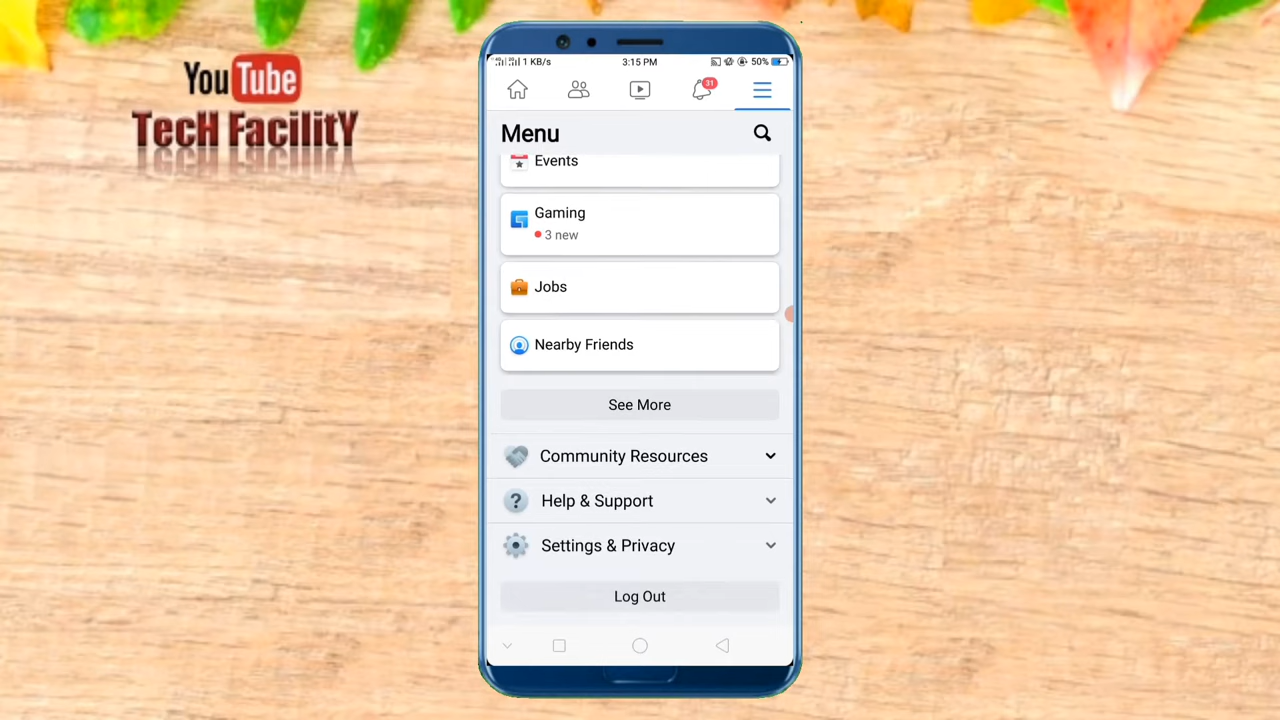 YouTube
TecH FacilitY
1 KB/s
3:15 PM
50%
31
Menu
Events
Gaming
3 new
Jobs
Nearby Friends
See More
Community Resources
Help & Support
Settings & Privacy
Log Out